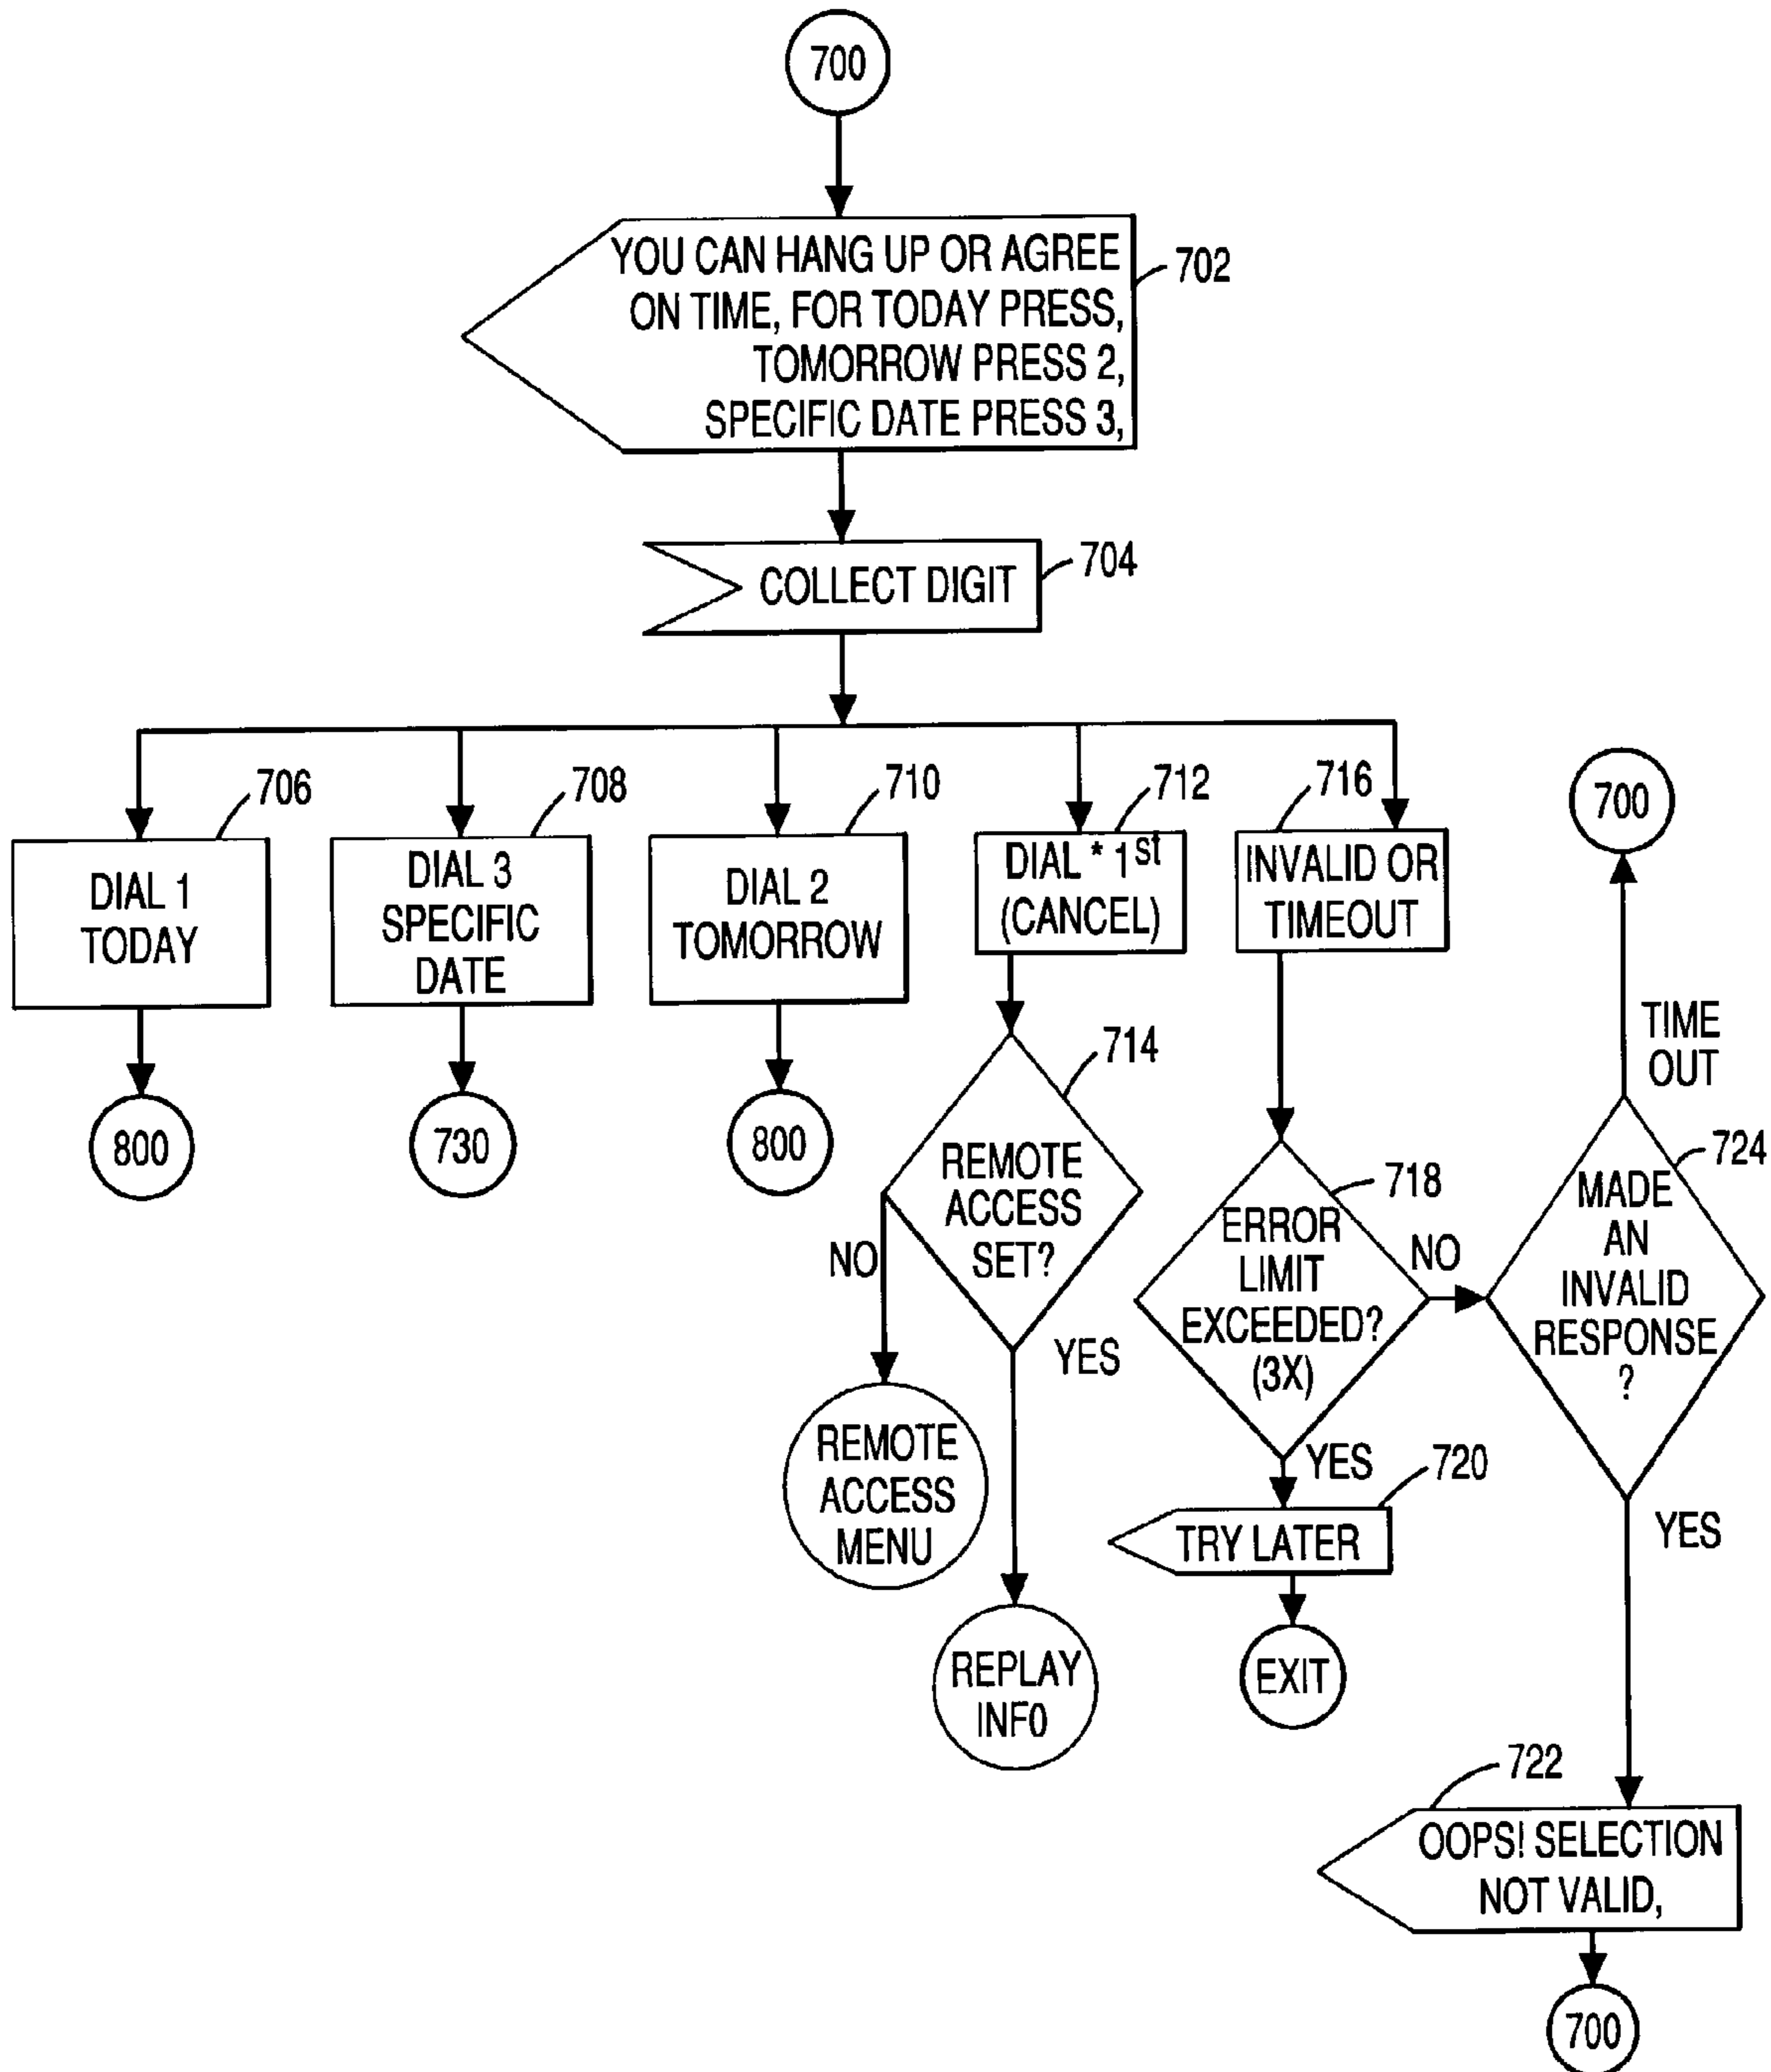 700
YOU CAN HANG UP OR AGREE
ON TIME, FOR TODAY PRESS,
TOMORROW PRESS 2,
SPECIFIC DATE PRESS 3,
702
COLLECT DIGIT
704
706
708
710
712
716
700
DIAL 1
TODAY
DIAL 3
SPECIFIC
DATE
DIAL 2
TOMORROW
DIAL * 1st
(CANCEL)
INVALID OR
TIMEOUT
TIME
OUT
800
730
800
714
REMOTE
ACCESS
SET?
NO
YES
718
ERROR
LIMIT
EXCEEDED?
(3X)
NO
YES
724
MADE
AN
INVALID
RESPONSE
?
YES
REMOTE
ACCESS
MENU
REPLAY
INFO
720
TRY LATER
EXIT
722
OOPS! SELECTION
NOT VALID,
700